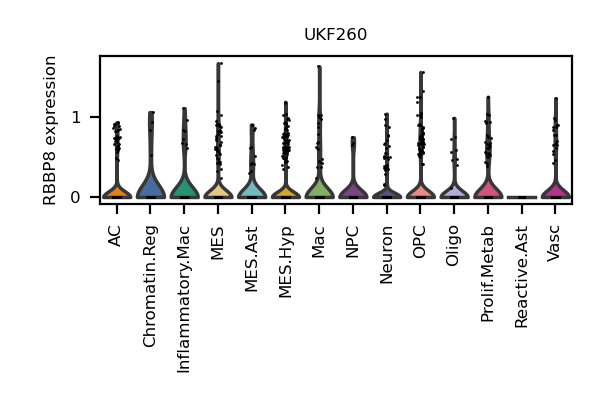 UKF260
RBBP8 expression
1
0
AC
Chromatin.Reg
Inflammatory.Mac
MES
MES.Ast
MES.Hyp
Mac
NPC
Neuron
OPC
Oligo
Prolif.Metab
Reactive.Ast
Vasc